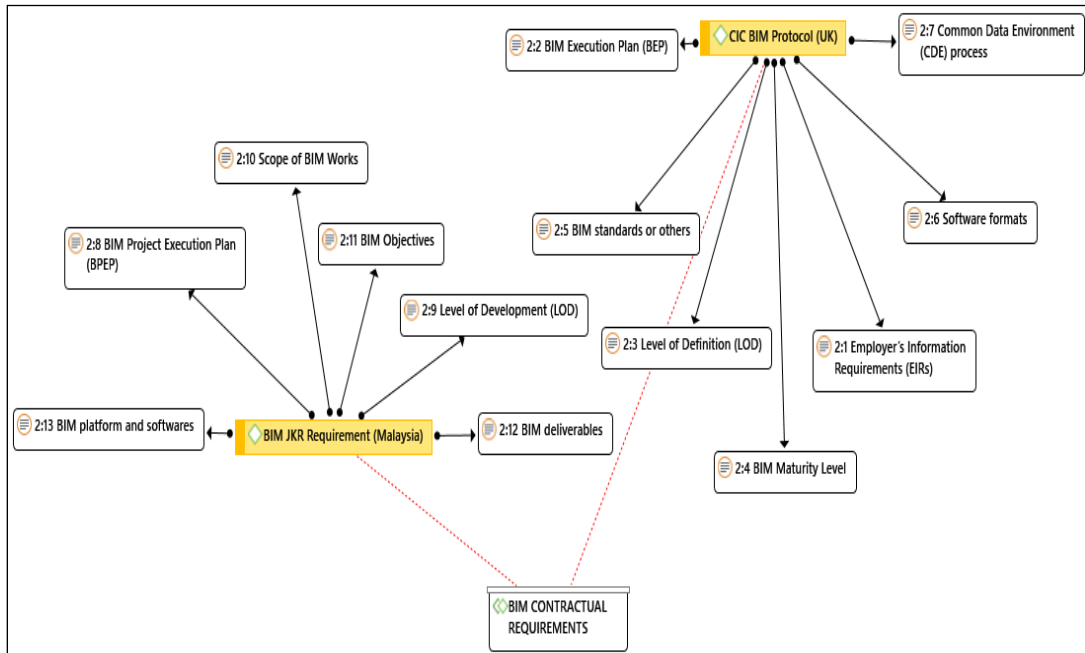 2:2 BIM Execution Plan (BEP)
CIC BIM Protocol (UK)
2:7 Common Data Environment
(CDE) process
2:10 Scope of BIM Works
2:8 BIM Project Execution Plan
(BPEP)
2:11 BIM Objectives
2:5 BIM standards or others
2:6 Software formats
2:9 Level of Development (LOD)
2:3 Level of Definition (LOD)
2:1 Employer's Information
Requirements (EIRs)
2:13 BIM platform and softwares
BIM JKR Requirement (Malaysia)
2:12 BIM deliverables
2:4 BIM Maturity Level
BIM CONTRACTUAL
REQUIREMENTS